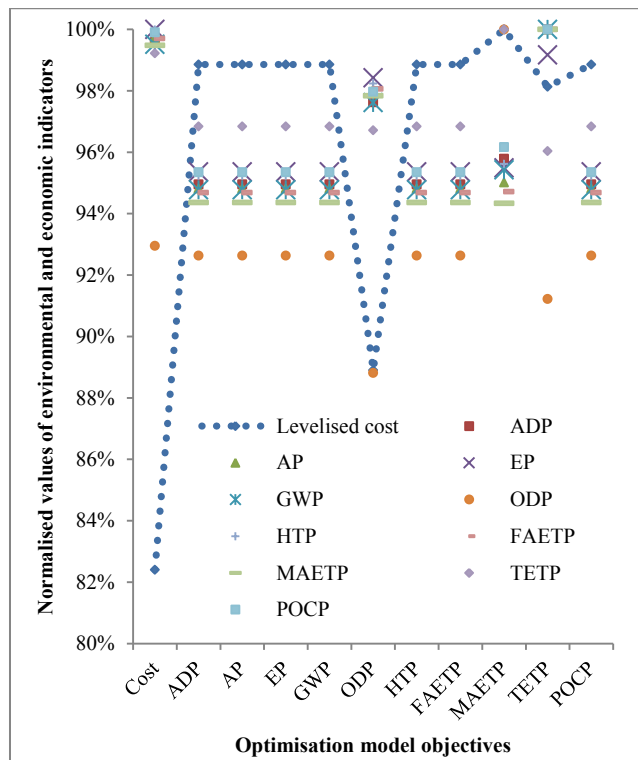 Normalised values of environmental and economic indicators
100%
98%
96%
94%
92%
90%
88%
86%
84%
82%
80%
Levelised cost
ADP
AP
EP
GWP
ODP
HTP
FAETP
MAETP
TETP
POCP
Cost
ADP
AP
EP
GWP
ODP
HTP
FAETP
MAETP
TETP
POCP
Optimisation model objectives